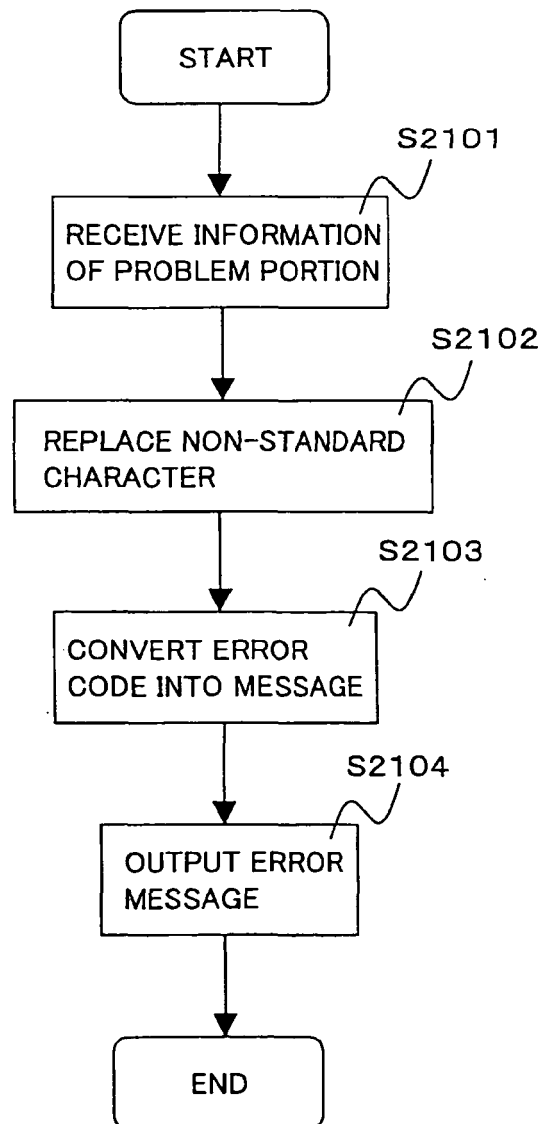 START
S2101
RECEIVE INFORMATION
OF PROBLEM PORTION
S2102
REPLACE NON-STANDARD
CHARACTER
S2103
CONVERT ERROR
CODE INTO MESSAGE
S2104
OUTPUT ERROR
MESSAGE
END